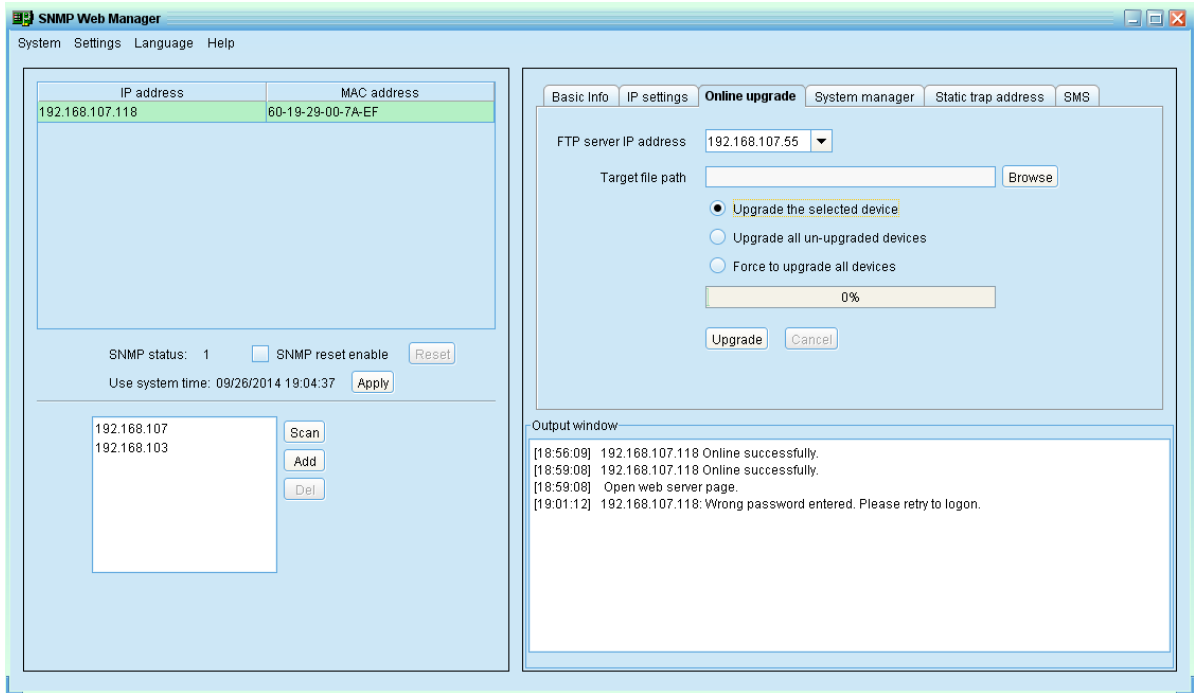 SNMP Web Manager
System Settings Language Help
IP address MAC address
192.168.107.118 60-19-29-00-7A-EF
SNMP status: 1 SNMP reset enable Reset
Use system time: 09/26/2014 19:04:37 Apply
192.168.107
192.168.103
Scan
Add
Del
Basic Info IP settings Online upgrade System manager Static trap address SMS
FTP server IP address 192.168.107.55
Target file path Browse
Upgrade the selected device
Upgrade all un-upgraded devices
Force to upgrade all devices
0%
Upgrade Cancel
Output window
[18:56:09] 192.168.107.118 Online successfully.
[18:59:08] 192.168.107.118 Online successfully.
[18:59:08] Open web server page.
[19:01:12] 192.168.107.118: Wrong password entered. Please retry to logon.